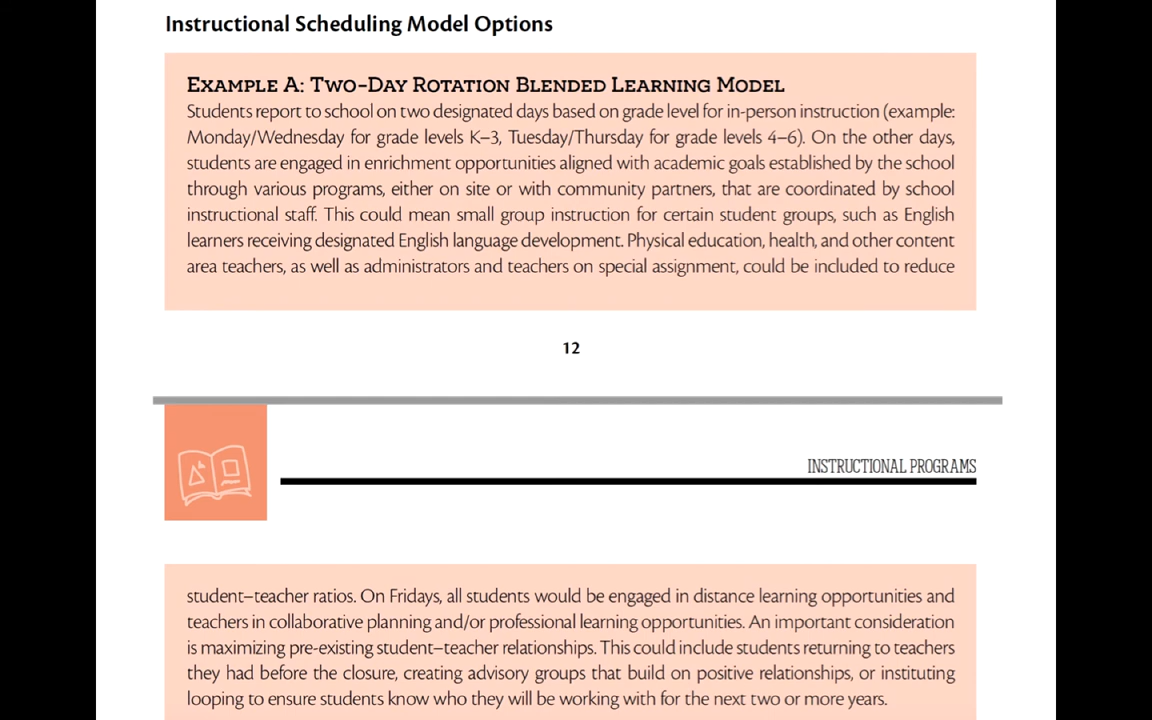 Instructional Scheduling Model Options
Example A: Two-Day Rotation Blended Learning Model
Students report to school on two designated days based on grade level for in-person instruction (example:
Monday/Wednesday for grade levels K–3, Tuesday/Thursday for grade levels 4–6). On the other days,
students are engaged in enrichment opportunities aligned with academic goals established by the school
through various programs, either on site or with community partners, that are coordinated by school
instructional staff. This could mean small group instruction for certain student groups, such as English
learners receiving designated English language development. Physical education, health, and other content
area teachers, as well as administrators and teachers on special assignment, could be included to reduce
12
INSTRUCTIONAL PROGRAMS
student–teacher ratios. On Fridays, all students would be engaged in distance learning opportunities and
teachers in collaborative planning and/or professional learning opportunities. An important consideration
is maximizing pre-existing student–teacher relationships. This could include students returning to teachers
they had before the closure, creating advisory groups that build on positive relationships, or instituting
looping to ensure students know who they will be working with for the next two or more years.